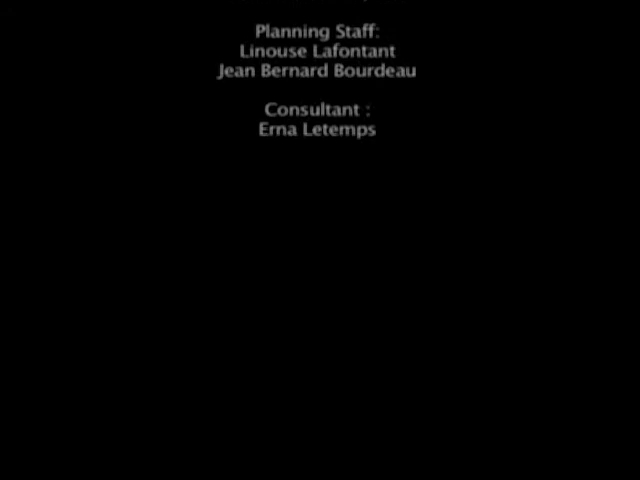 Planning Staff:
Linouse Lafontant
Jean Bernard Bourdeau
Consultant :
Erna Letemps